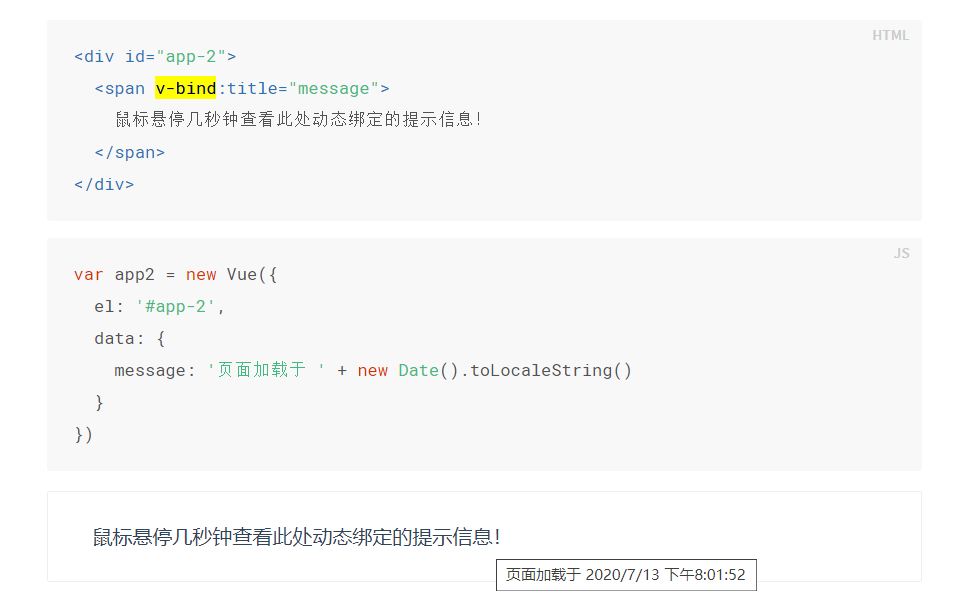 HTML
<div id="app-2">
  <span v-bind:title="message">
    鼠标悬停几秒钟查看此处动态绑定的提示信息！
  </span>
</div>
JS
var app2 = new Vue({
  el: '#app-2',
  data: {
    message: '页面加载于 ' + new Date().toLocaleString()
  }
})
鼠标悬停几秒钟查看此处动态绑定的提示信息！
页面加载于 2020/7/13 下午8:01:52